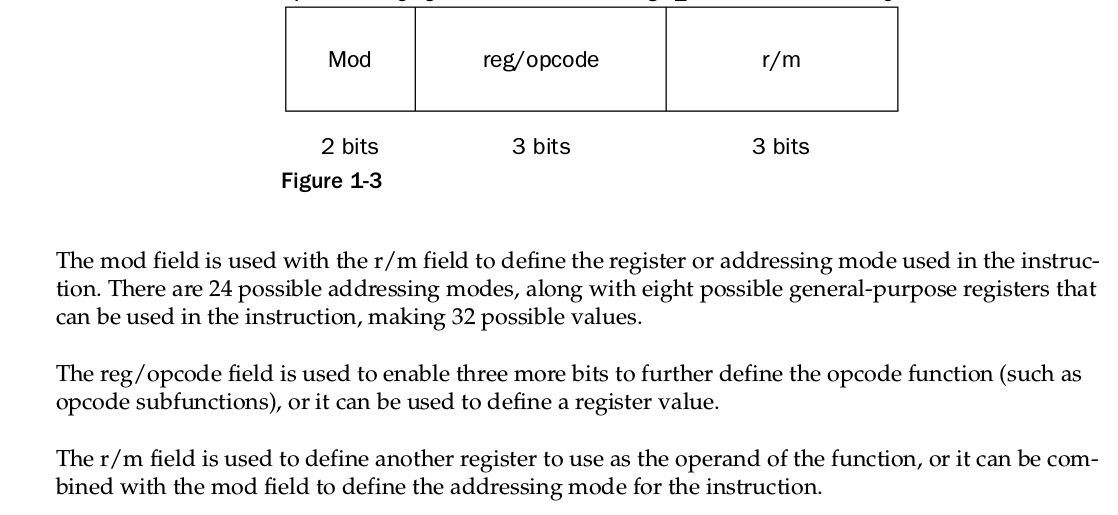 Mod reg/opcode r/m
2 bits 3 bits 3 bits
Figure 1-3
The mod field is used with the r/m field to define the register or addressing mode used in the instruc-
tion. There are 24 possible addressing modes, along with eight possible general-purpose registers that
can be used in the instruction, making 32 possible values.
The reg/opcode field is used to enable three more bits to further define the opcode function (such as
opcode subfunctions), or it can be used to define a register value.
The r/m field is used to define another register to use as the operand of the function, or it can be com-
bined with the mod field to define the addressing mode for the instruction.